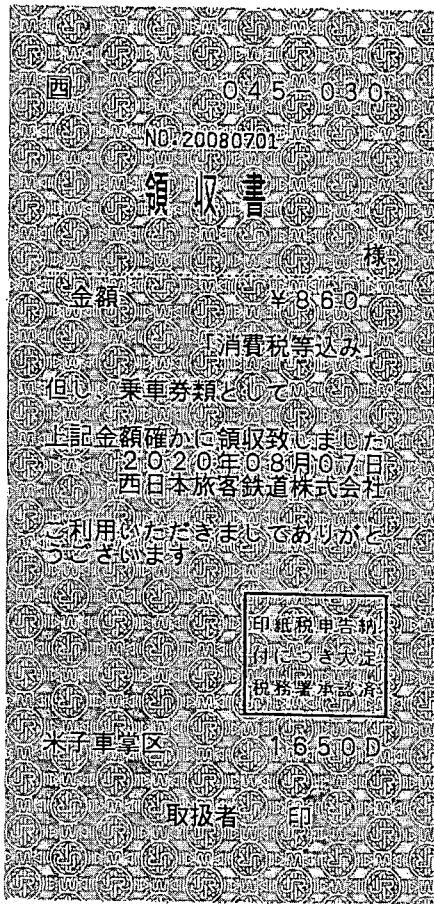 西 045-030
NO.20080701
領収書
様
金額 ¥860
「消費税等込み」
但し 乗車券類として
上記金額確かに領収致しました
2020年08月07日
西日本旅客鉄道株式会社
ご利用いただきましてありがと
うございます
印紙税申告納
付につき大淀
税務署承認済
米子車掌区 1650D
取扱者 印